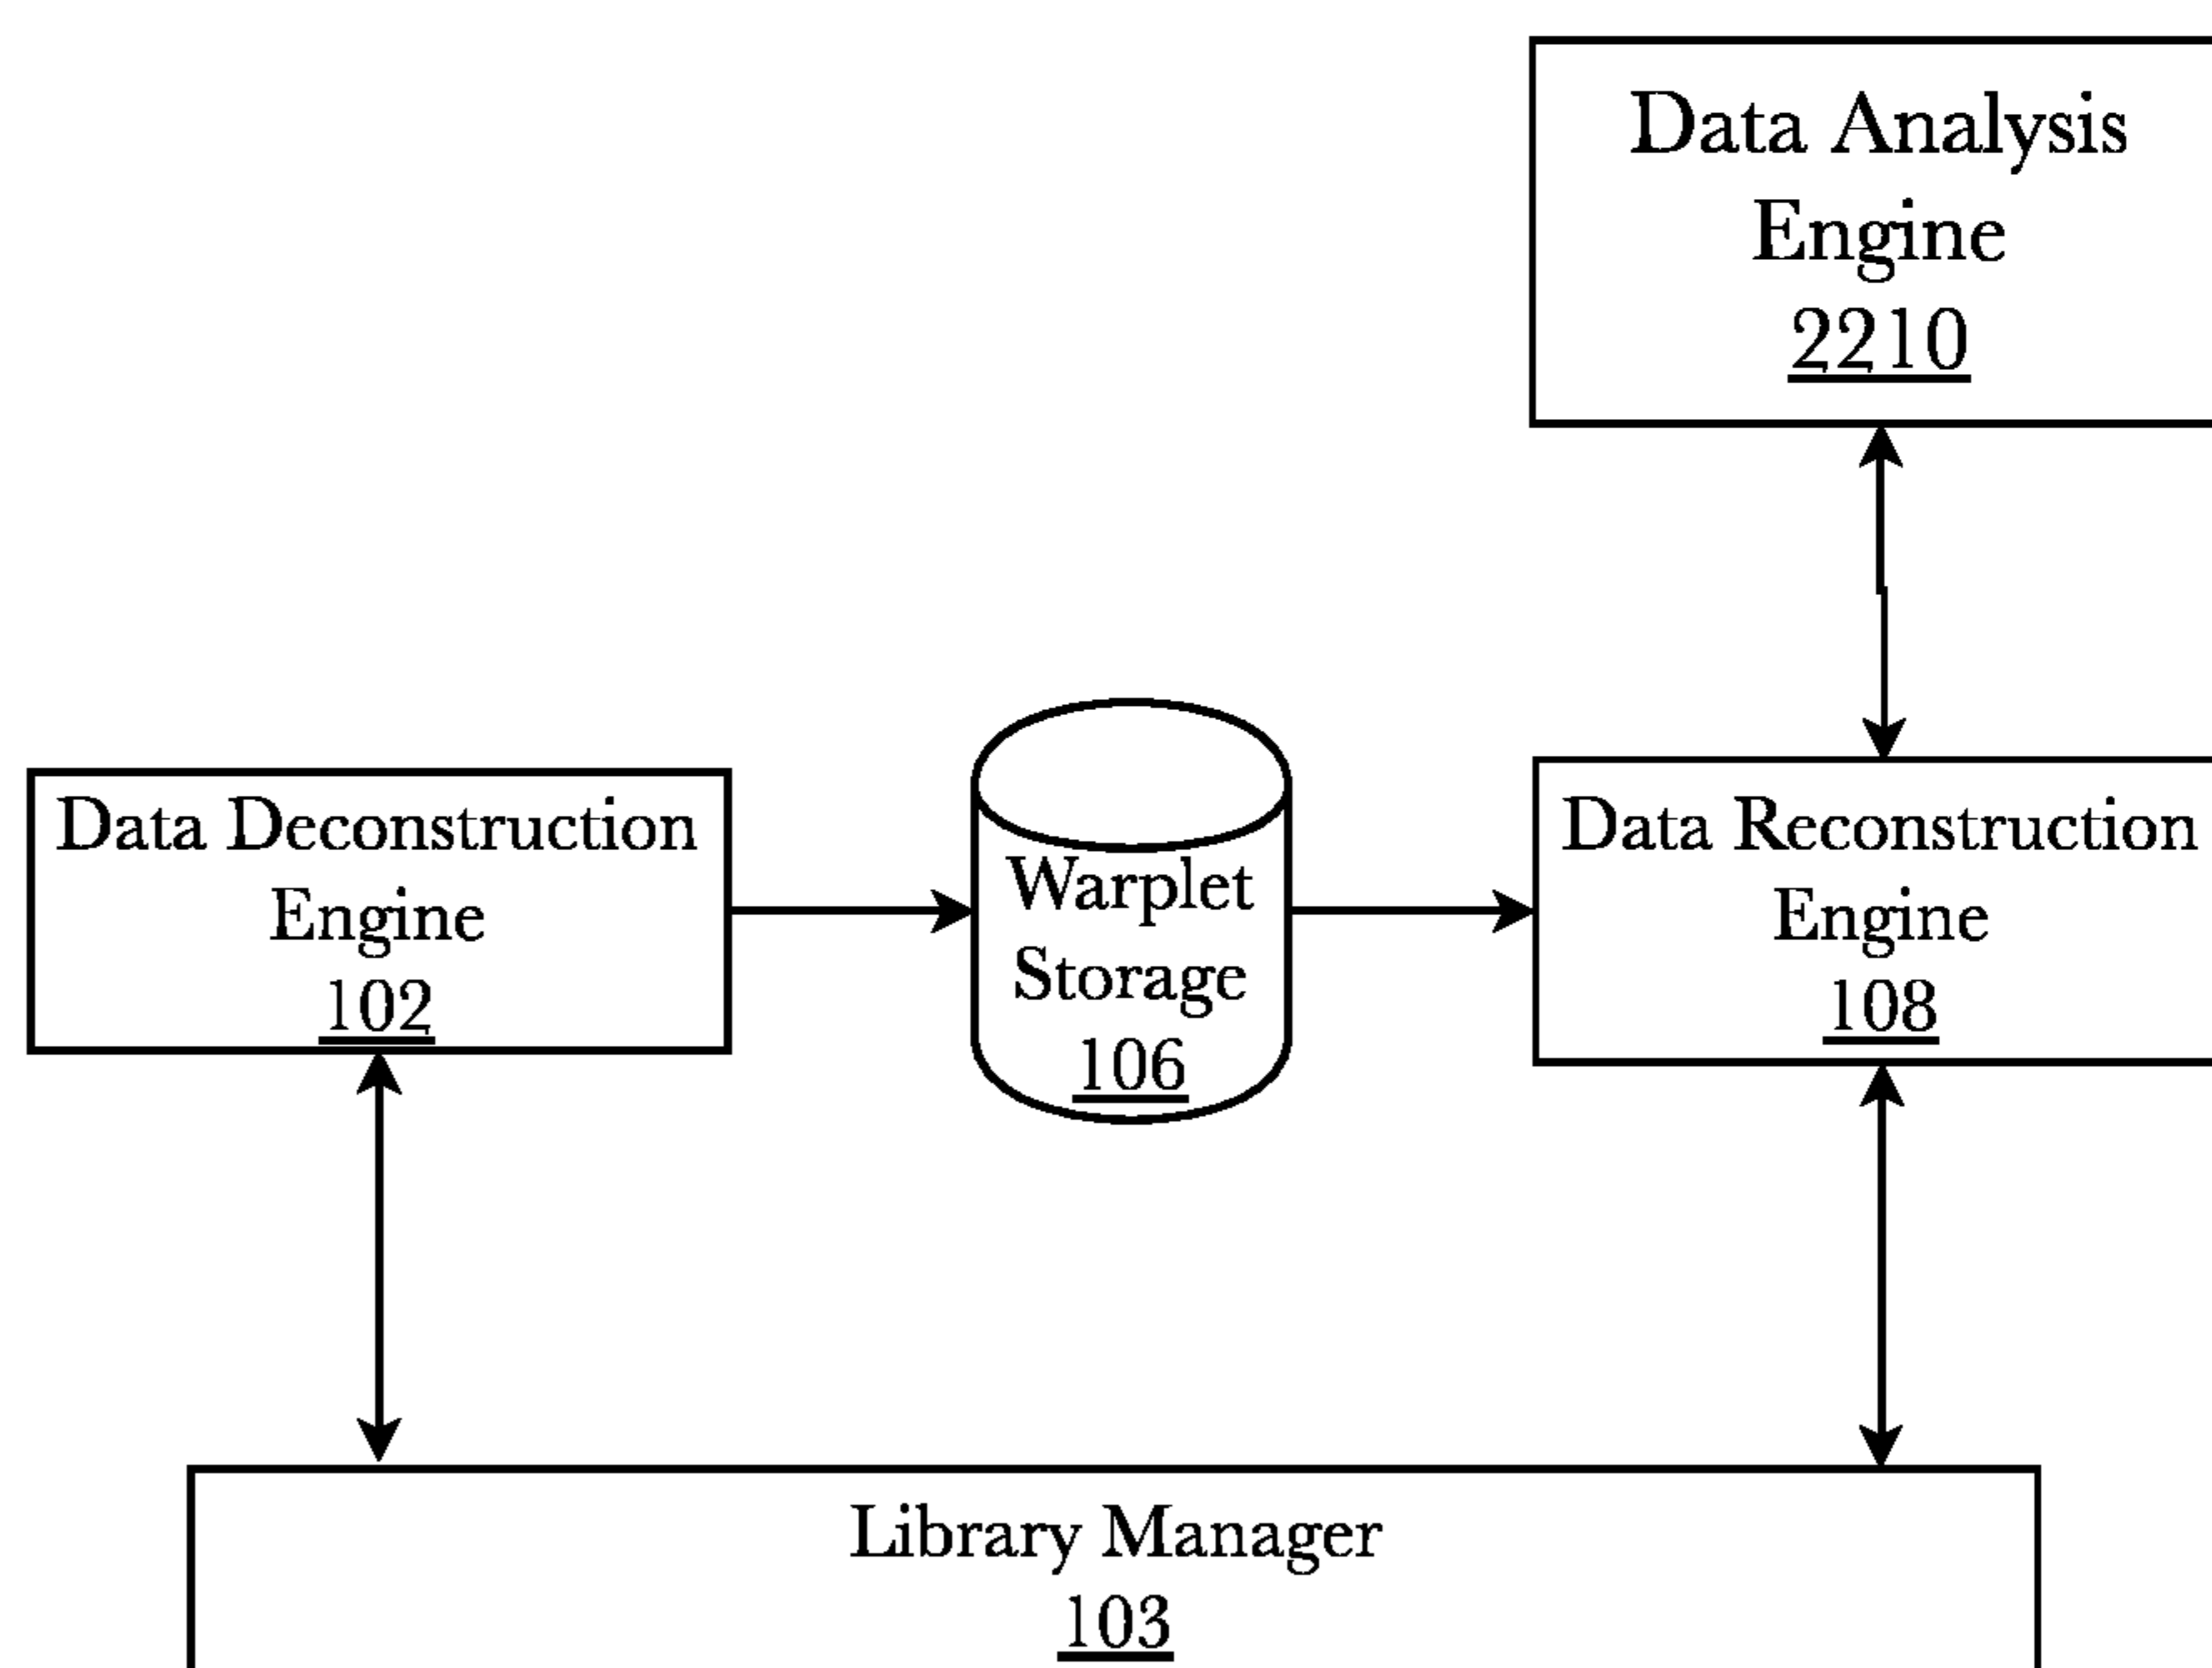 Data Analysis
Engine
2210
Data Deconstruction
Engine
102
Warplet
Storage
106
Data Reconstruction
Engine
108
Library Manager
103